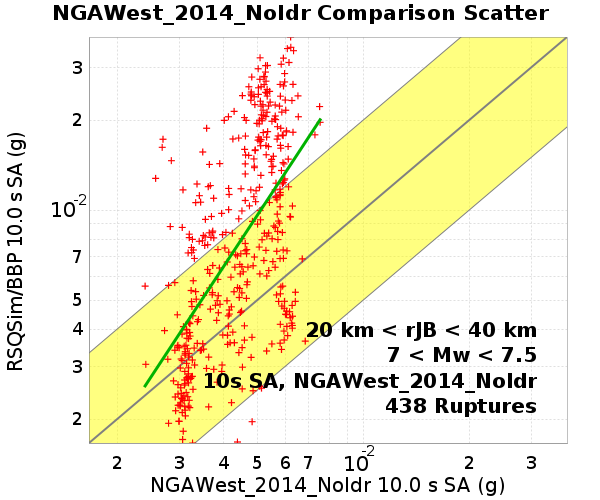 NGAWest_2014_NoIdr Comparison Scatter
RSQSim/BBP 10.0 s SA (g)
3
2
10-2
7
5
4
3
2
20 km < rJB < 40 km
7 < Mw < 7.5
10s SA, NGAWest_2014_NoIdr
438 Ruptures
2 3 4 5 6 7 10-2 2 3
NGAWest_2014_NoIdr 10.0 s SA (g)